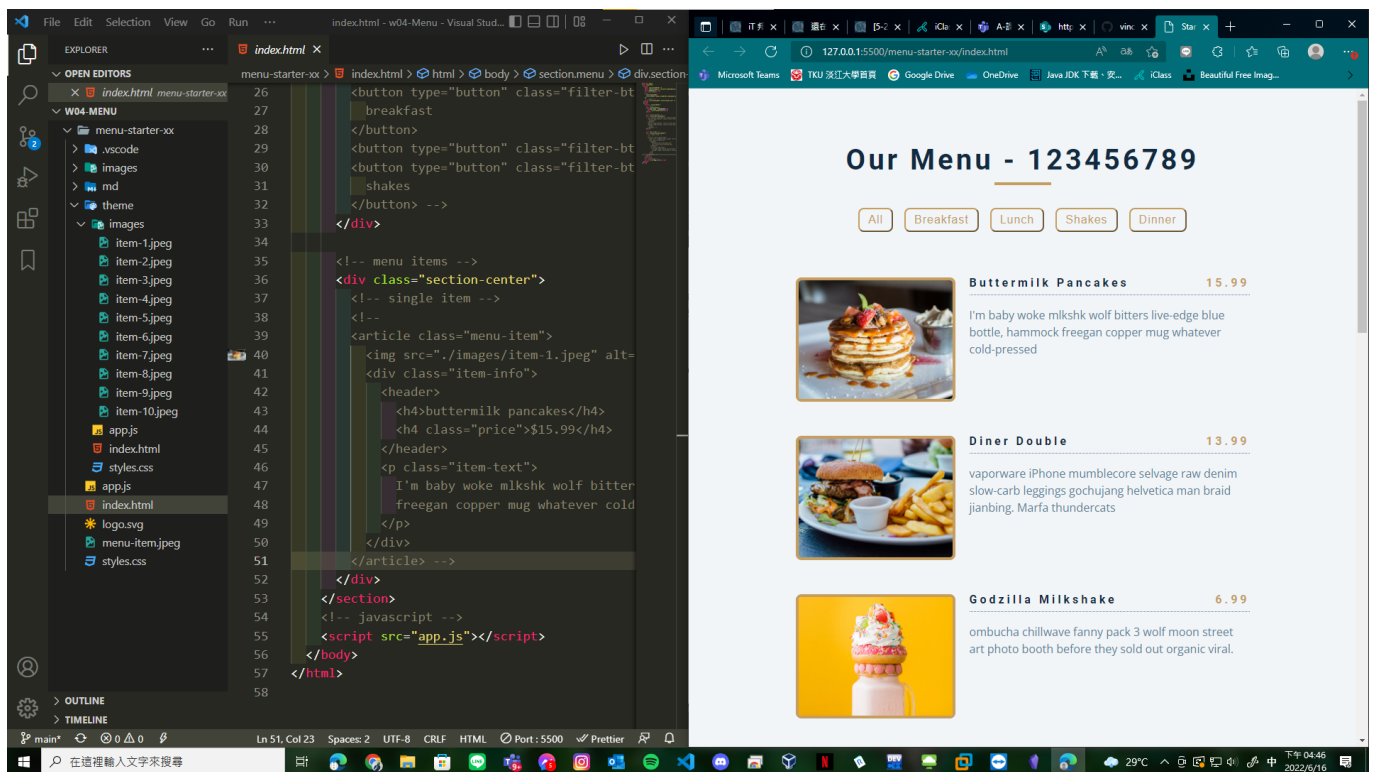 File Edit Selection View Go Run ··· index.html - w04-Menu - Visual Stud...
EXPLORER ···
OPEN EDITORS
index.html menu-starter-xx
W04-MENU
menu-starter-xx
.vscode
images
md
theme
images
item-1.jpeg
item-2.jpeg
item-3.jpeg
item-4.jpeg
item-5.jpeg
item-6.jpeg
item-7.jpeg
item-8.jpeg
item-9.jpeg
item-10.jpeg
app.js
index.html
styles.css
app.js
index.html
logo.svg
menu-item.jpeg
styles.css
OUTLINE
TIMELINE
index.html
menu-starter-xx > index.html > html > body > section.menu > div.section-
26 <button type="button" class="filter-bt
27 breakfast
28 </button>
29 <button type="button" class="filter-bt
30 <button type="button" class="filter-bt
31 shakes
32 </button> -->
33 </div>
34
35 <!-- menu items -->
36 <div class="section-center">
37 <!-- single item -->
38 <!--
39 <article class="menu-item">
40 <img src="./images/item-1.jpeg" alt=
41 <div class="item-info">
42 <header>
43 <h4>buttermilk pancakes</h4>
44 <h4 class="price">$15.99</h4>
45 </header>
46 <p class="item-text">
47 I'm baby woke mlkshk wolf bitter
48 freegan copper mug whatever cold
49 </p>
50 </div>
51 </article> -->
52 </div>
53 </section>
54 <!-- javascript -->
55 <script src="app.js"></script>
56 </body>
57 </html>
58
main* 0 0 Ln 51, Col 23 Spaces: 2 UTF-8 CRLF HTML Port : 5500 Prettier
[5-2 iCla http vinc Star
127.0.0.1:5500/menu-starter-xx/index.html
Microsoft Teams TKU 淡江大學首頁 Google Drive OneDrive Java JDK 下載、安... iClass Beautiful Free Imag...
Our Menu - 123456789
All Breakfast Lunch Shakes Dinner
Buttermilk Pancakes 15.99
I'm baby woke mlkshk wolf bitters live-edge blue
bottle, hammock freegan copper mug whatever
cold-pressed
Diner Double 13.99
vaporware iPhone mumblecore selvage raw denim
slow-carb leggings gochujang helvetica man braid
jianbing. Marfa thundercats
Godzilla Milkshake 6.99
ombucha chillwave fanny pack 3 wolf moon street
art photo booth before they sold out organic viral.
在這裡輸入文字來搜尋
29°C 中 下午 04:46
2022/6/16